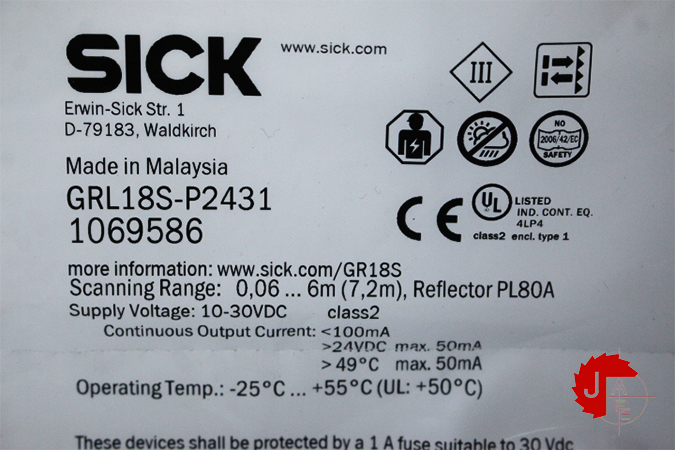 SICK
www.sick.com
III
Erwin-Sick Str. 1
D-79183, Waldkirch
NO
2006/42/EC
SAFETY
Made in Malaysia
GRL18S-P2431
1069586
CE
UL
LISTED
IND. CONT. EQ.
4LP4
class2 encl. type 1
more information: www.sick.com/GR18S
Scanning Range: 0,06 ... 6m (7,2m), Reflector PL80A
Supply Voltage: 10-30VDC class2
Continuous Output Current: <100mA
>24VDC max. 50mA
> 49°C max. 50mA
Operating Temp.: -25°C ... +55°C (UL: +50°C)
J
These devices shall be protected by a 1 A fuse suitable to 30 Vdc